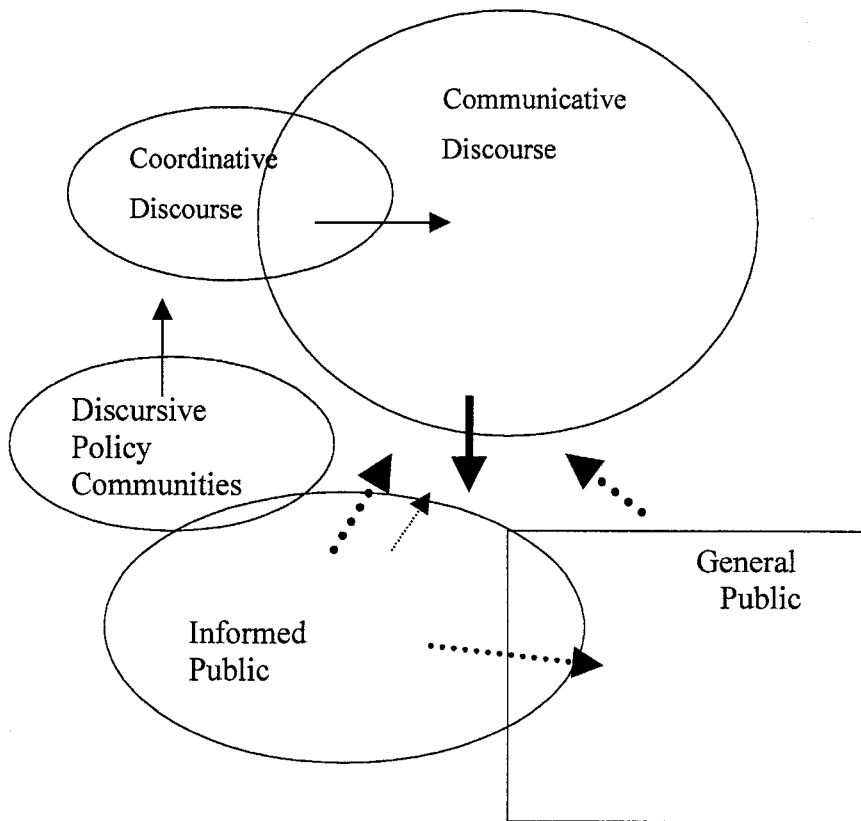 Communicative
Discourse
Coordinative
Discourse
Discursive
Policy
Communities
General
Public
Informed
Public